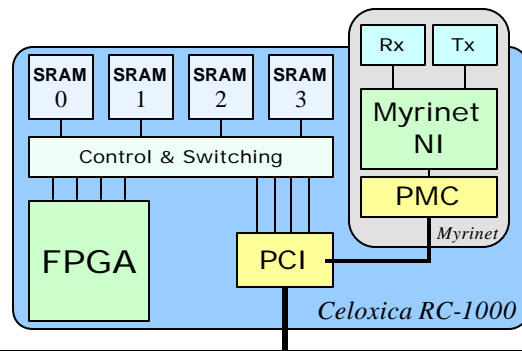 Rx
Tx
SRAM
0
SRAM
1
SRAM
2
SRAM
3
Myrinet
NI
Control & Switching
PMC
Myrinet
FPGA
PCI
Celoxica RC-1000